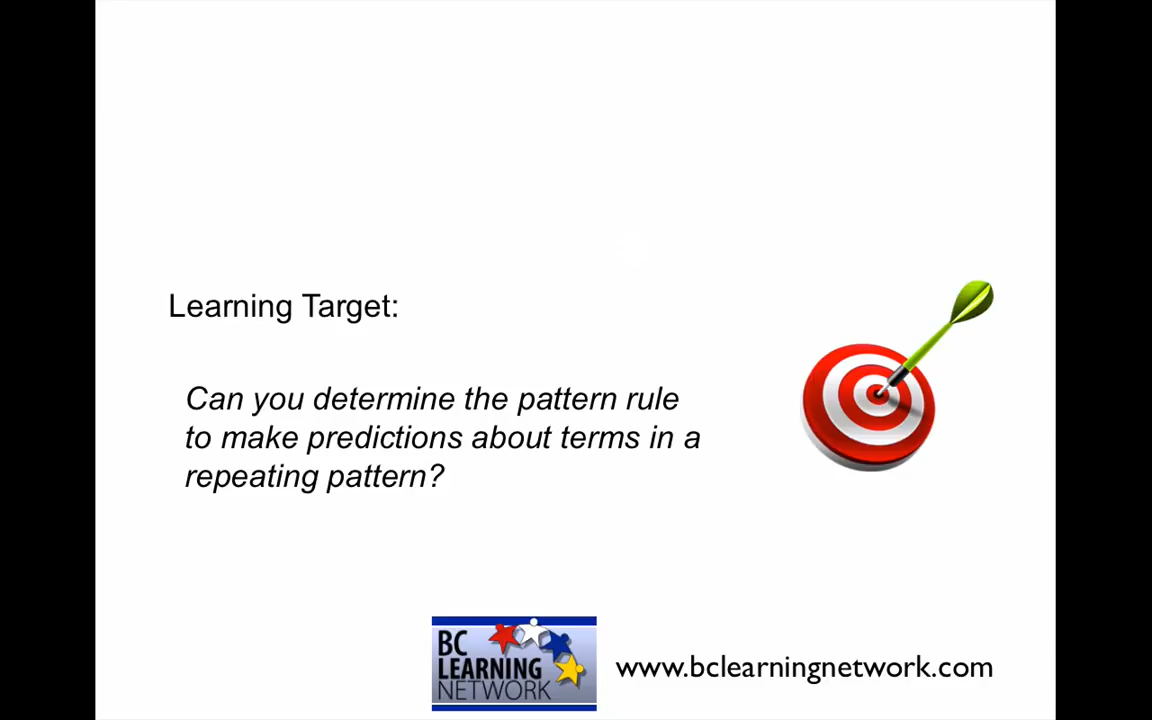 Learning Target:
Can you determine the pattern rule
to make predictions about terms in a
repeating pattern?
BC
LEARNING
NETWORK
www.bclearningnetwork.com